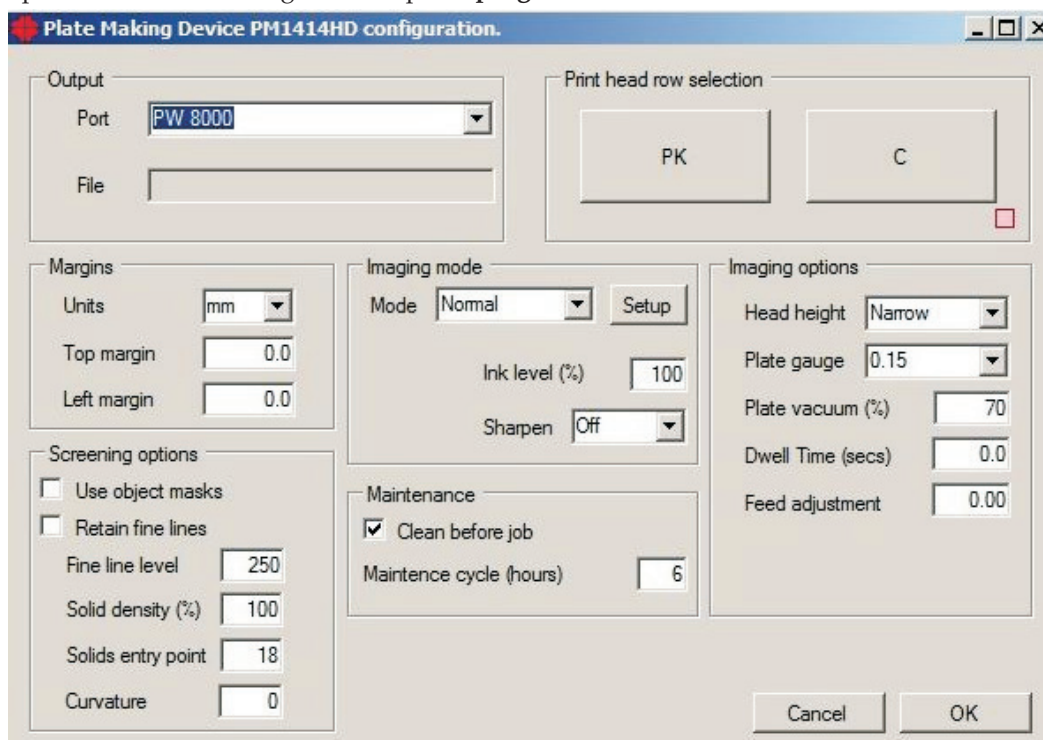 Plate Making Device PM1414HD configuration.
Output
Port PW 8000
File
Print head row selection
PK
C
Margins
Units mm
Top margin 0.0
Left margin 0.0
Imaging mode
Mode Normal Setup
Ink level (%) 100
Sharpen Off
Imaging options
Head height Narrow
Plate gauge 0.15
Plate vacuum (%) 70
Dwell Time (secs) 0.0
Feed adjustment 0.00
Screening options
Use object masks
Retain fine lines
Fine line level 250
Solid density (%) 100
Solids entry point 18
Curvature 0
Maintenance
Clean before job
Maintence cycle (hours) 6
Cancel
OK